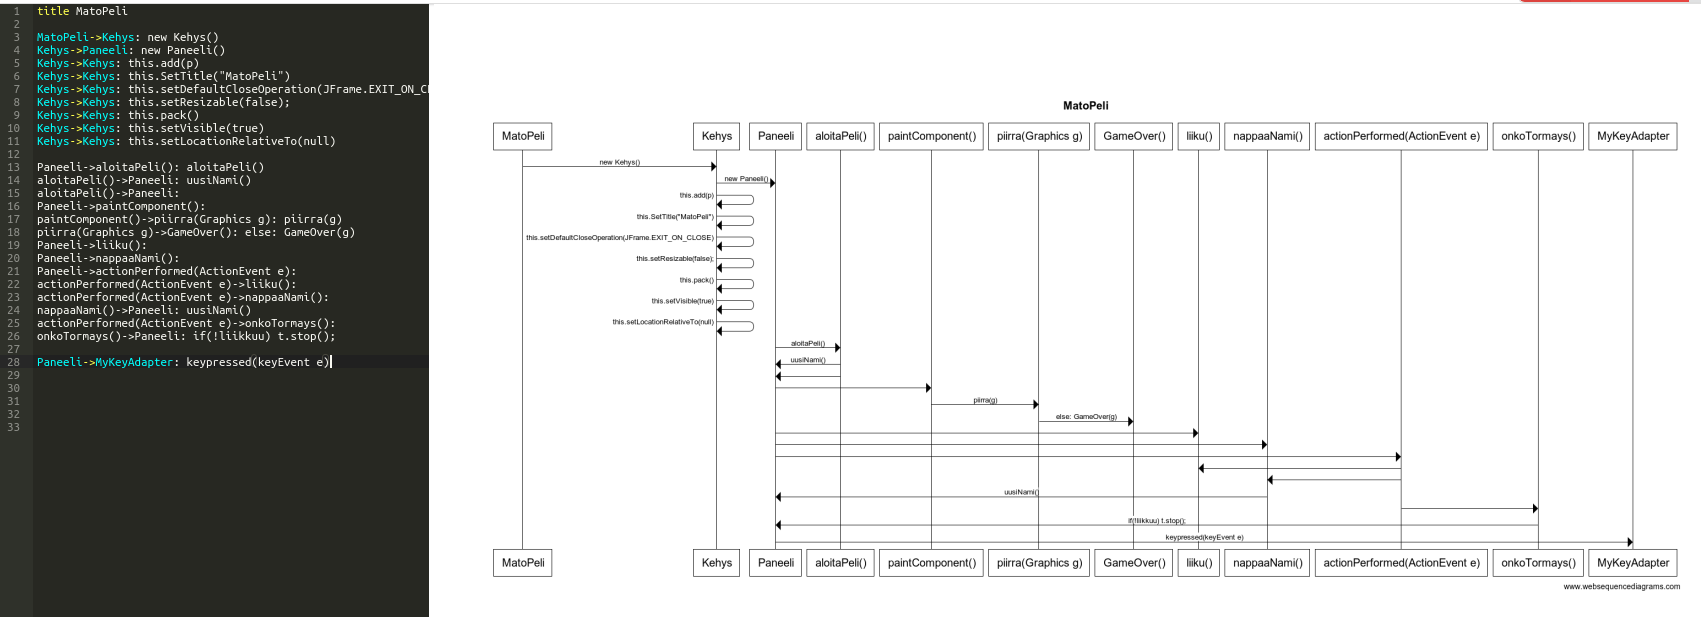 1 title MatoPeli
2
3 MatoPeli->Kehys: new Kehys()
4 Kehys->Paneeli: new Paneeli()
5 Kehys->Kehys: this.add(p)
6 Kehys->Kehys: this.SetTitle("MatoPeli")
7 Kehys->Kehys: this.setDefaultCloseOperation(JFrame.EXIT_ON_Cl
8 Kehys->Kehys: this.setResizable(false);
9 Kehys->Kehys: this.pack()
10 Kehys->Kehys: this.setVisible(true)
11 Kehys->Kehys: this.setLocationRelativeTo(null)
12
13 Paneeli->aloitaPeli(): aloitaPeli()
14 aloitaPeli()->Paneeli: uusiNami()
15 aloitaPeli()->Paneeli:
16 Paneeli->paintComponent():
17 paintComponent()->piirra(Graphics g): piirra(g)
18 piirra(Graphics g)->GameOver(): else: GameOver(g)
19 Paneeli->liiku():
20 Paneeli->nappaaNami():
21 Paneeli->actionPerformed(ActionEvent e):
22 actionPerformed(ActionEvent e)->liiku():
23 actionPerformed(ActionEvent e)->nappaaNami():
24 nappaaNami()->Paneeli: uusiNami()
25 actionPerformed(ActionEvent e)->onkoTormays():
26 onkoTormays()->Paneeli: if(!liikkuu) t.stop();
27
28 Paneeli->MyKeyAdapter: keypressed(keyEvent e)
29
30
31
32
33
MatoPeli
MatoPeli Kehys Paneeli aloitaPeli() paintComponent() piirra(Graphics g) GameOver() liiku() nappaaNami() actionPerformed(ActionEvent e) onkoTormays() MyKeyAdapter
new Kehys()
new Paneeli()
this.add(p)
this.SetTitle("MatoPeli")
this.setDefaultCloseOperation(JFrame.EXIT_ON_CLOSE)
this.setResizable(false);
this.pack()
this.setVisible(true)
this.setLocationRelativeTo(null)
aloitaPeli()
uusiNami()
piirra(g)
else: GameOver(g)
uusiNami()
if(!liikkuu) t.stop();
keypressed(keyEvent e)
MatoPeli Kehys Paneeli aloitaPeli() paintComponent() piirra(Graphics g) GameOver() liiku() nappaaNami() actionPerformed(ActionEvent e) onkoTormays() MyKeyAdapter
www.websequencediagrams.com